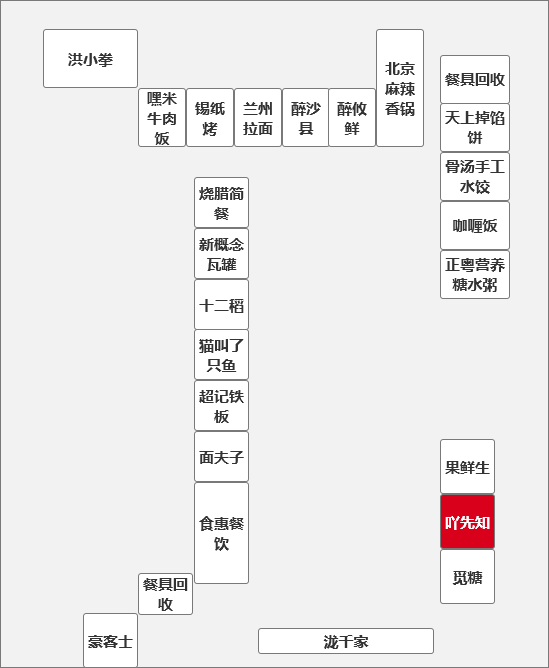 洪小拳
嘿米
牛肉
饭
锡纸
烤
兰州
拉面
醉沙
县
醉攸
鲜
北京
麻辣
香锅
餐具回收
天上掉馅
饼
骨汤手工
水饺
咖喱饭
正粤营养
糖水粥
烧腊简
餐
新概念
瓦罐
十二稻
猫叫了
只鱼
超记铁
板
面夫子
食惠餐
饮
餐具回
收
豪客士
泷千家
果鲜生
吖先知
觅糖